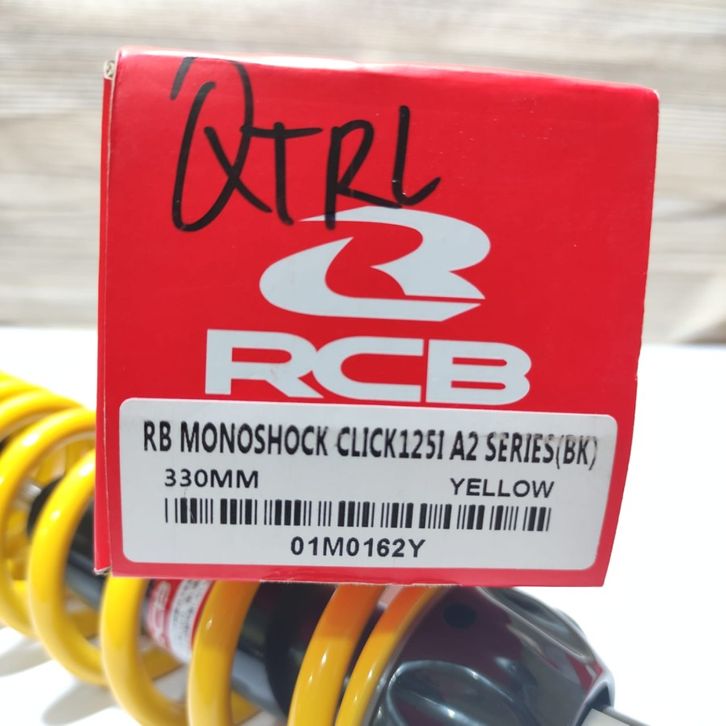 QTRL
RCB
RB MONOSHOCK CLICK125I A2 SERIES(BK)
330MM YELLOW
01M0162Y